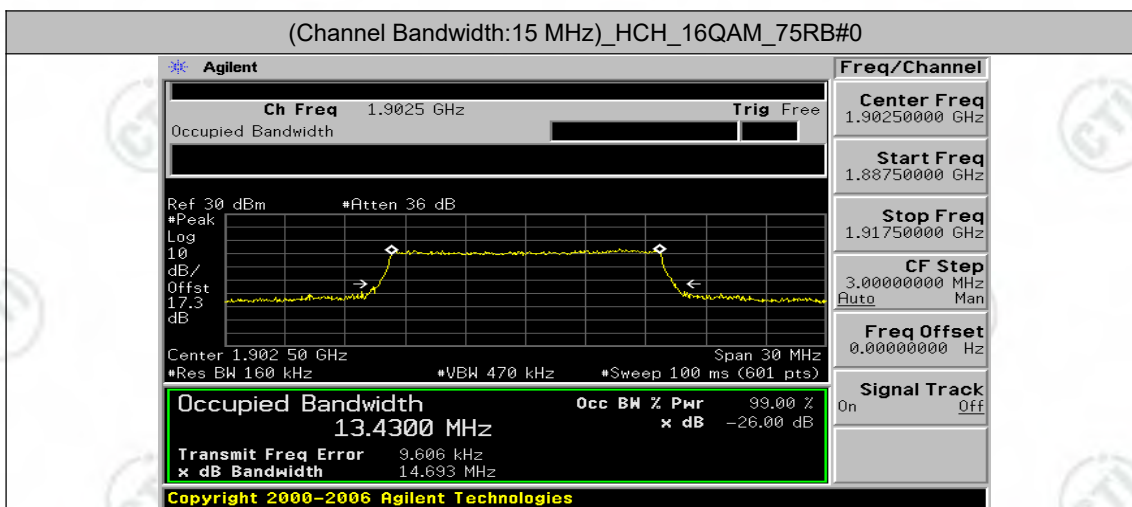 (Channel Bandwidth:15 MHz)_HCH_16QAM_75RB#0
Agilent
Freq/Channel
Ch Freq 1.9025 GHz Trig Free
Occupied Bandwidth
Center Freq
1.90250000 GHz
Start Freq
1.88750000 GHz
Stop Freq
1.91750000 GHz
CF Step
3.00000000 MHz
Auto Man
Freq Offset
0.00000000 Hz
Signal Track
On Off
Ref 30 dBm #Atten 36 dB
#Peak
Log
10
dB/
Offst
17.3
dB
Center 1.902 50 GHz Span 30 MHz
#Res BW 160 kHz #VBW 470 kHz #Sweep 100 ms (601 pts)
Occupied Bandwidth Occ BW % Pwr 99.00 %
13.4300 MHz x dB -26.00 dB
Transmit Freq Error 9.606 kHz
x dB Bandwidth 14.693 MHz
Copyright 2000-2006 Agilent Technologies
CTI
CTI
CTI